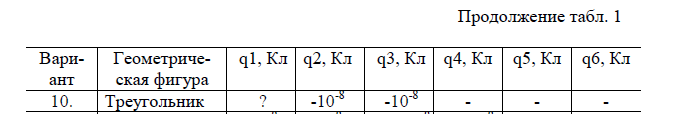 Продолжение табл. 1
Вари-ант Геометриче-ская фигура q1, Кл q2, Кл q3, Кл q4, Кл q5, Кл q6, Кл
10. Треугольник ? -10⁻⁸ -10⁻⁸ - - -